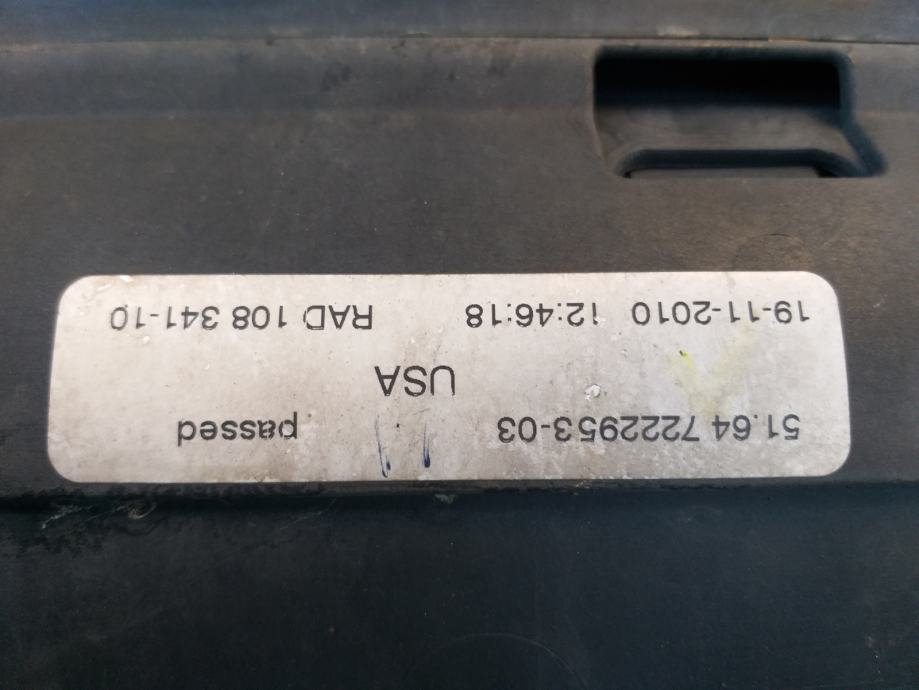 51.64 7222953-03 passed
USA
19-11-2010 12:46:18 RAD 108 341-10